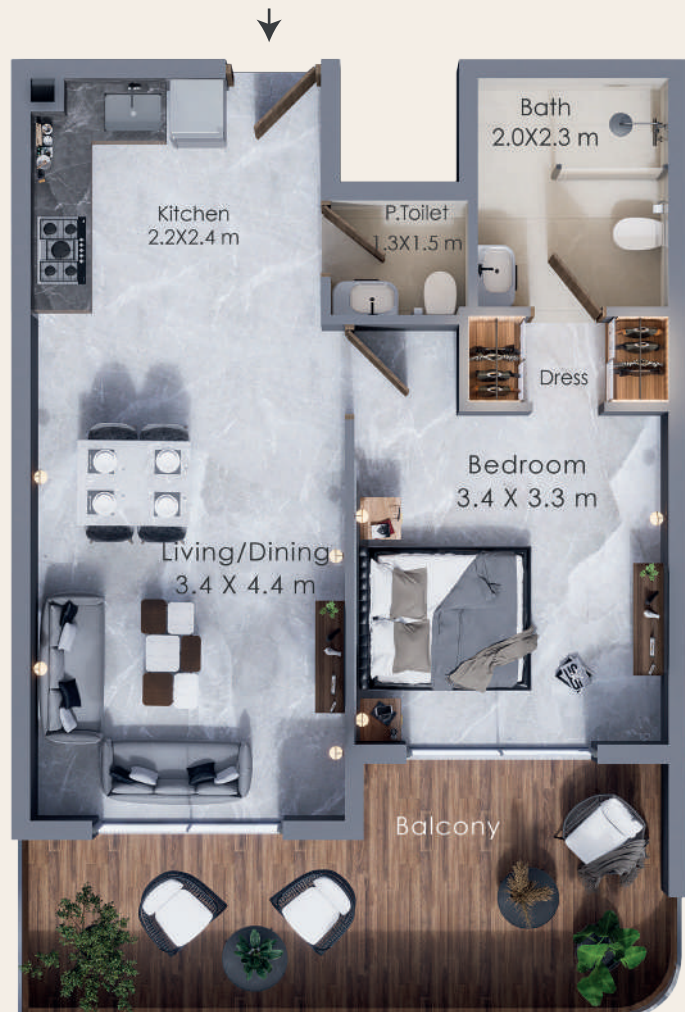 Bath
2.0X2.3 m
Kitchen
2.2X2.4 m
P.Toilet
1.3X1.5 m
Dress
Bedroom
3.4 X 3.3 m
Living/Dining
3.4 X 4.4 m
Balcony